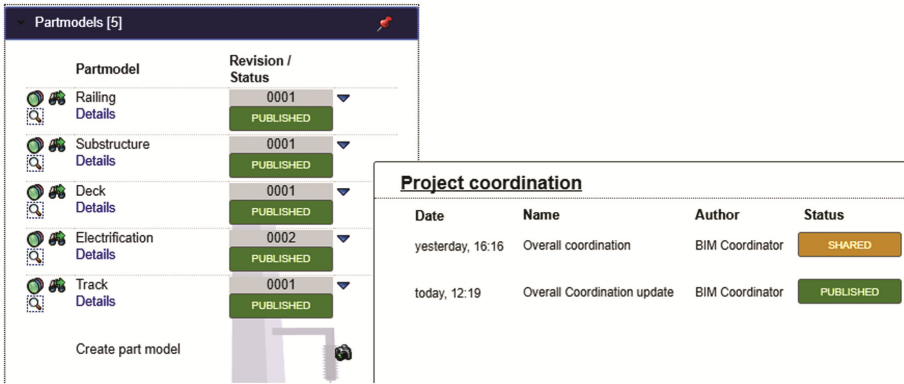 Partmodels [5]
Partmodel Revision / Status
Railing 0001
Details PUBLISHED
Substructure 0001
Details PUBLISHED
Deck 0001
Details PUBLISHED
Electrification 0002
Details PUBLISHED
Track 0001
Details PUBLISHED
Create part model
Project coordination
Date Name Author Status
yesterday, 16:16 Overall coordination BIM Coordinator SHARED
today, 12:19 Overall Coordination update BIM Coordinator PUBLISHED